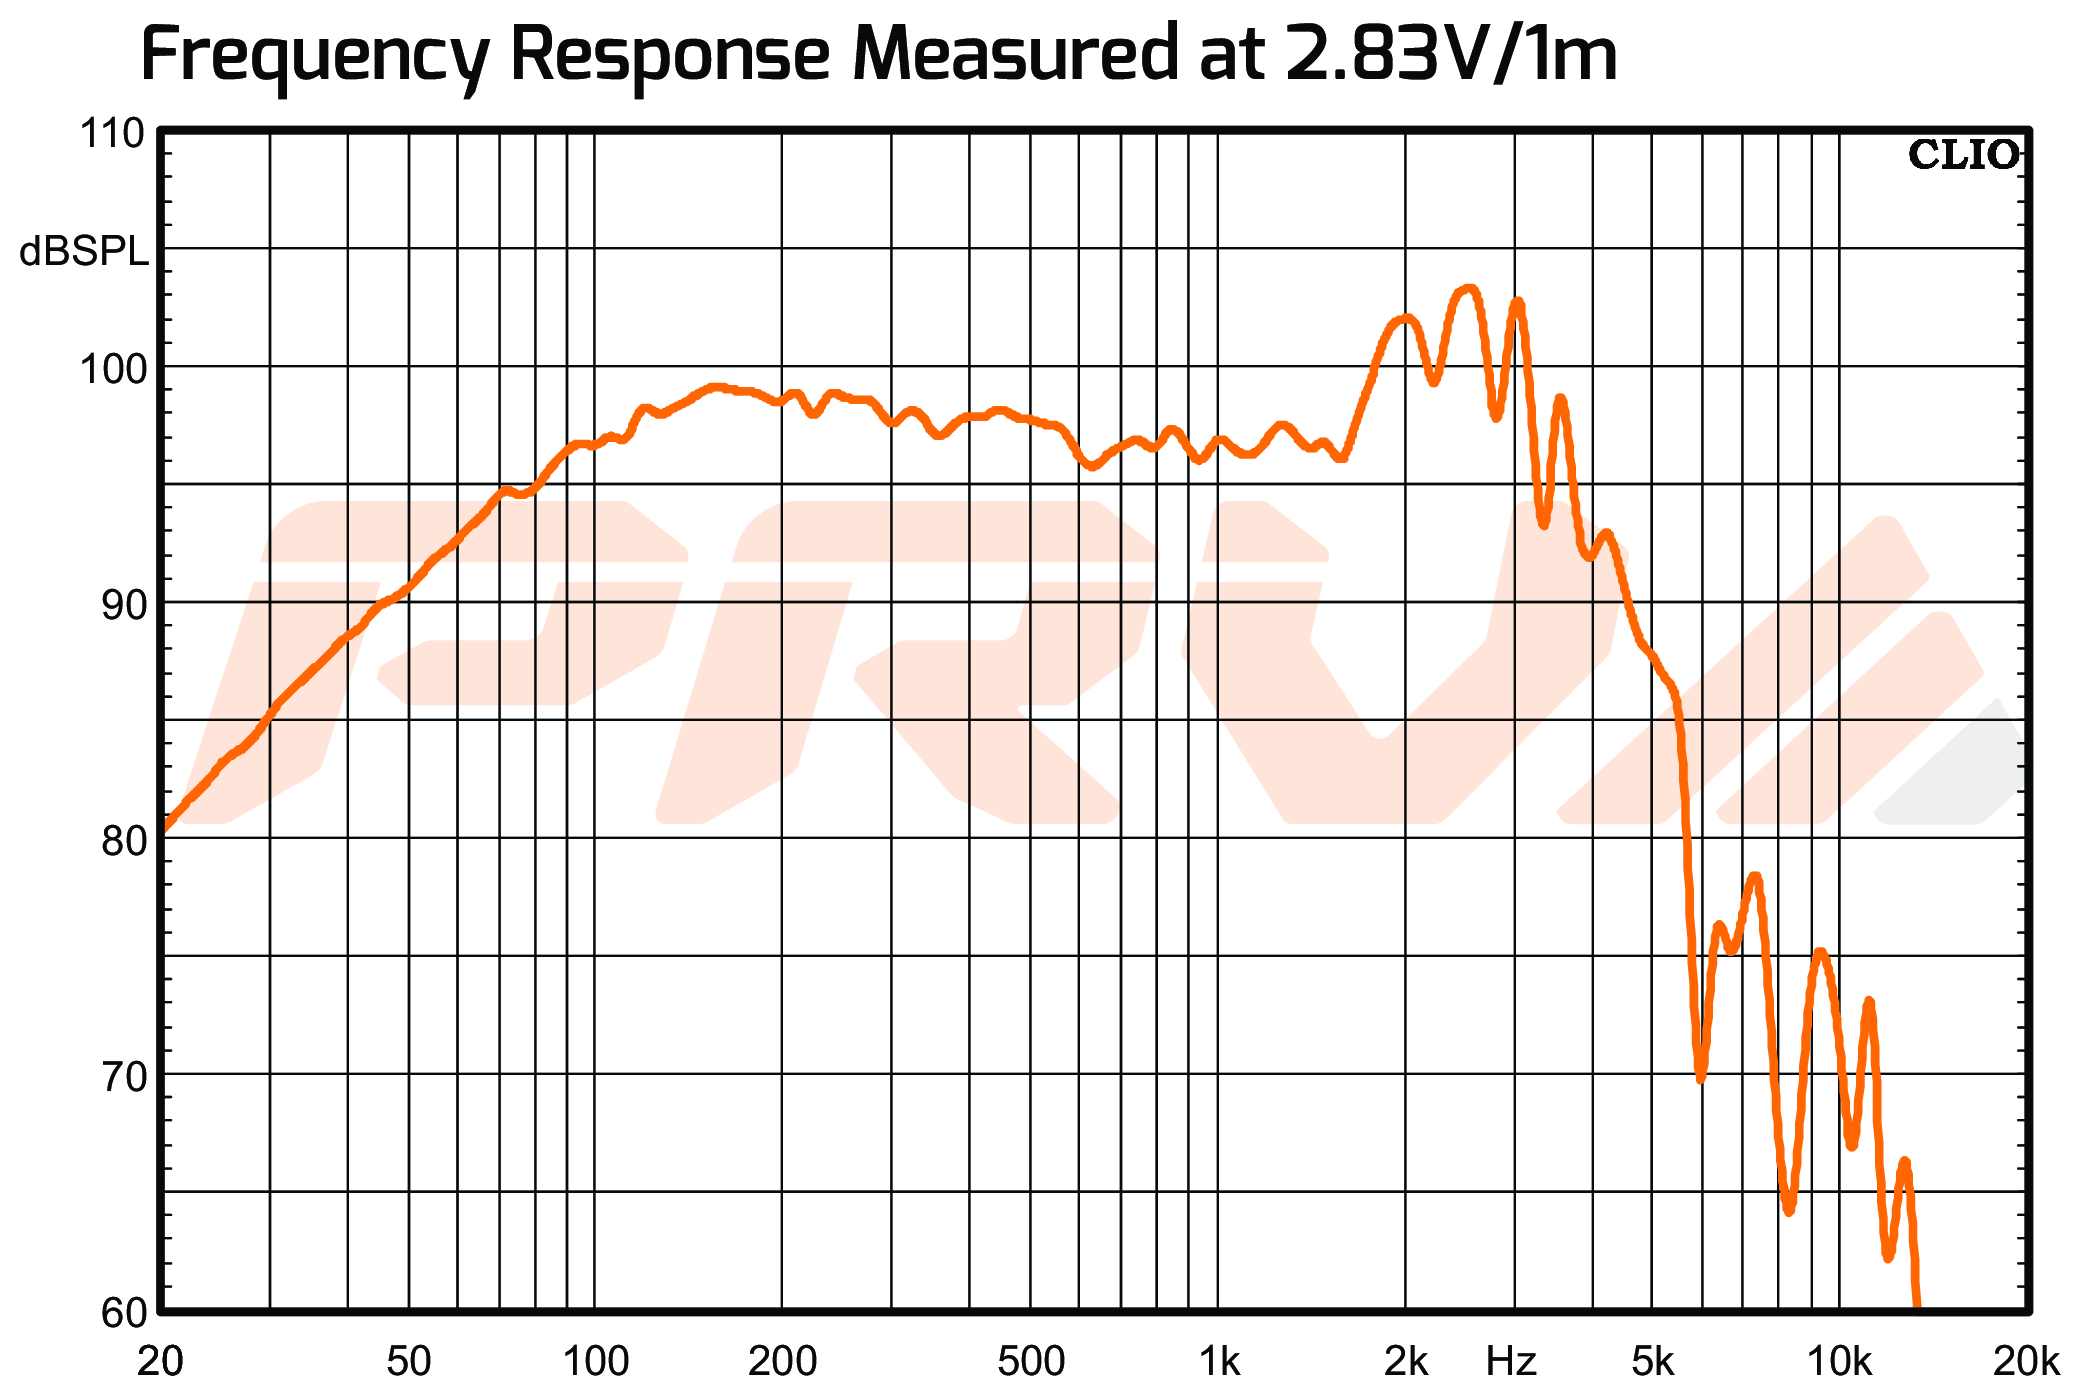 Frequency Response Measured at 2.83V/1m
110
CLIO
dBSPL
100
90
PRV
80
70
60
20 50 100 200 500 1k 2k Hz 5k 10k 20k